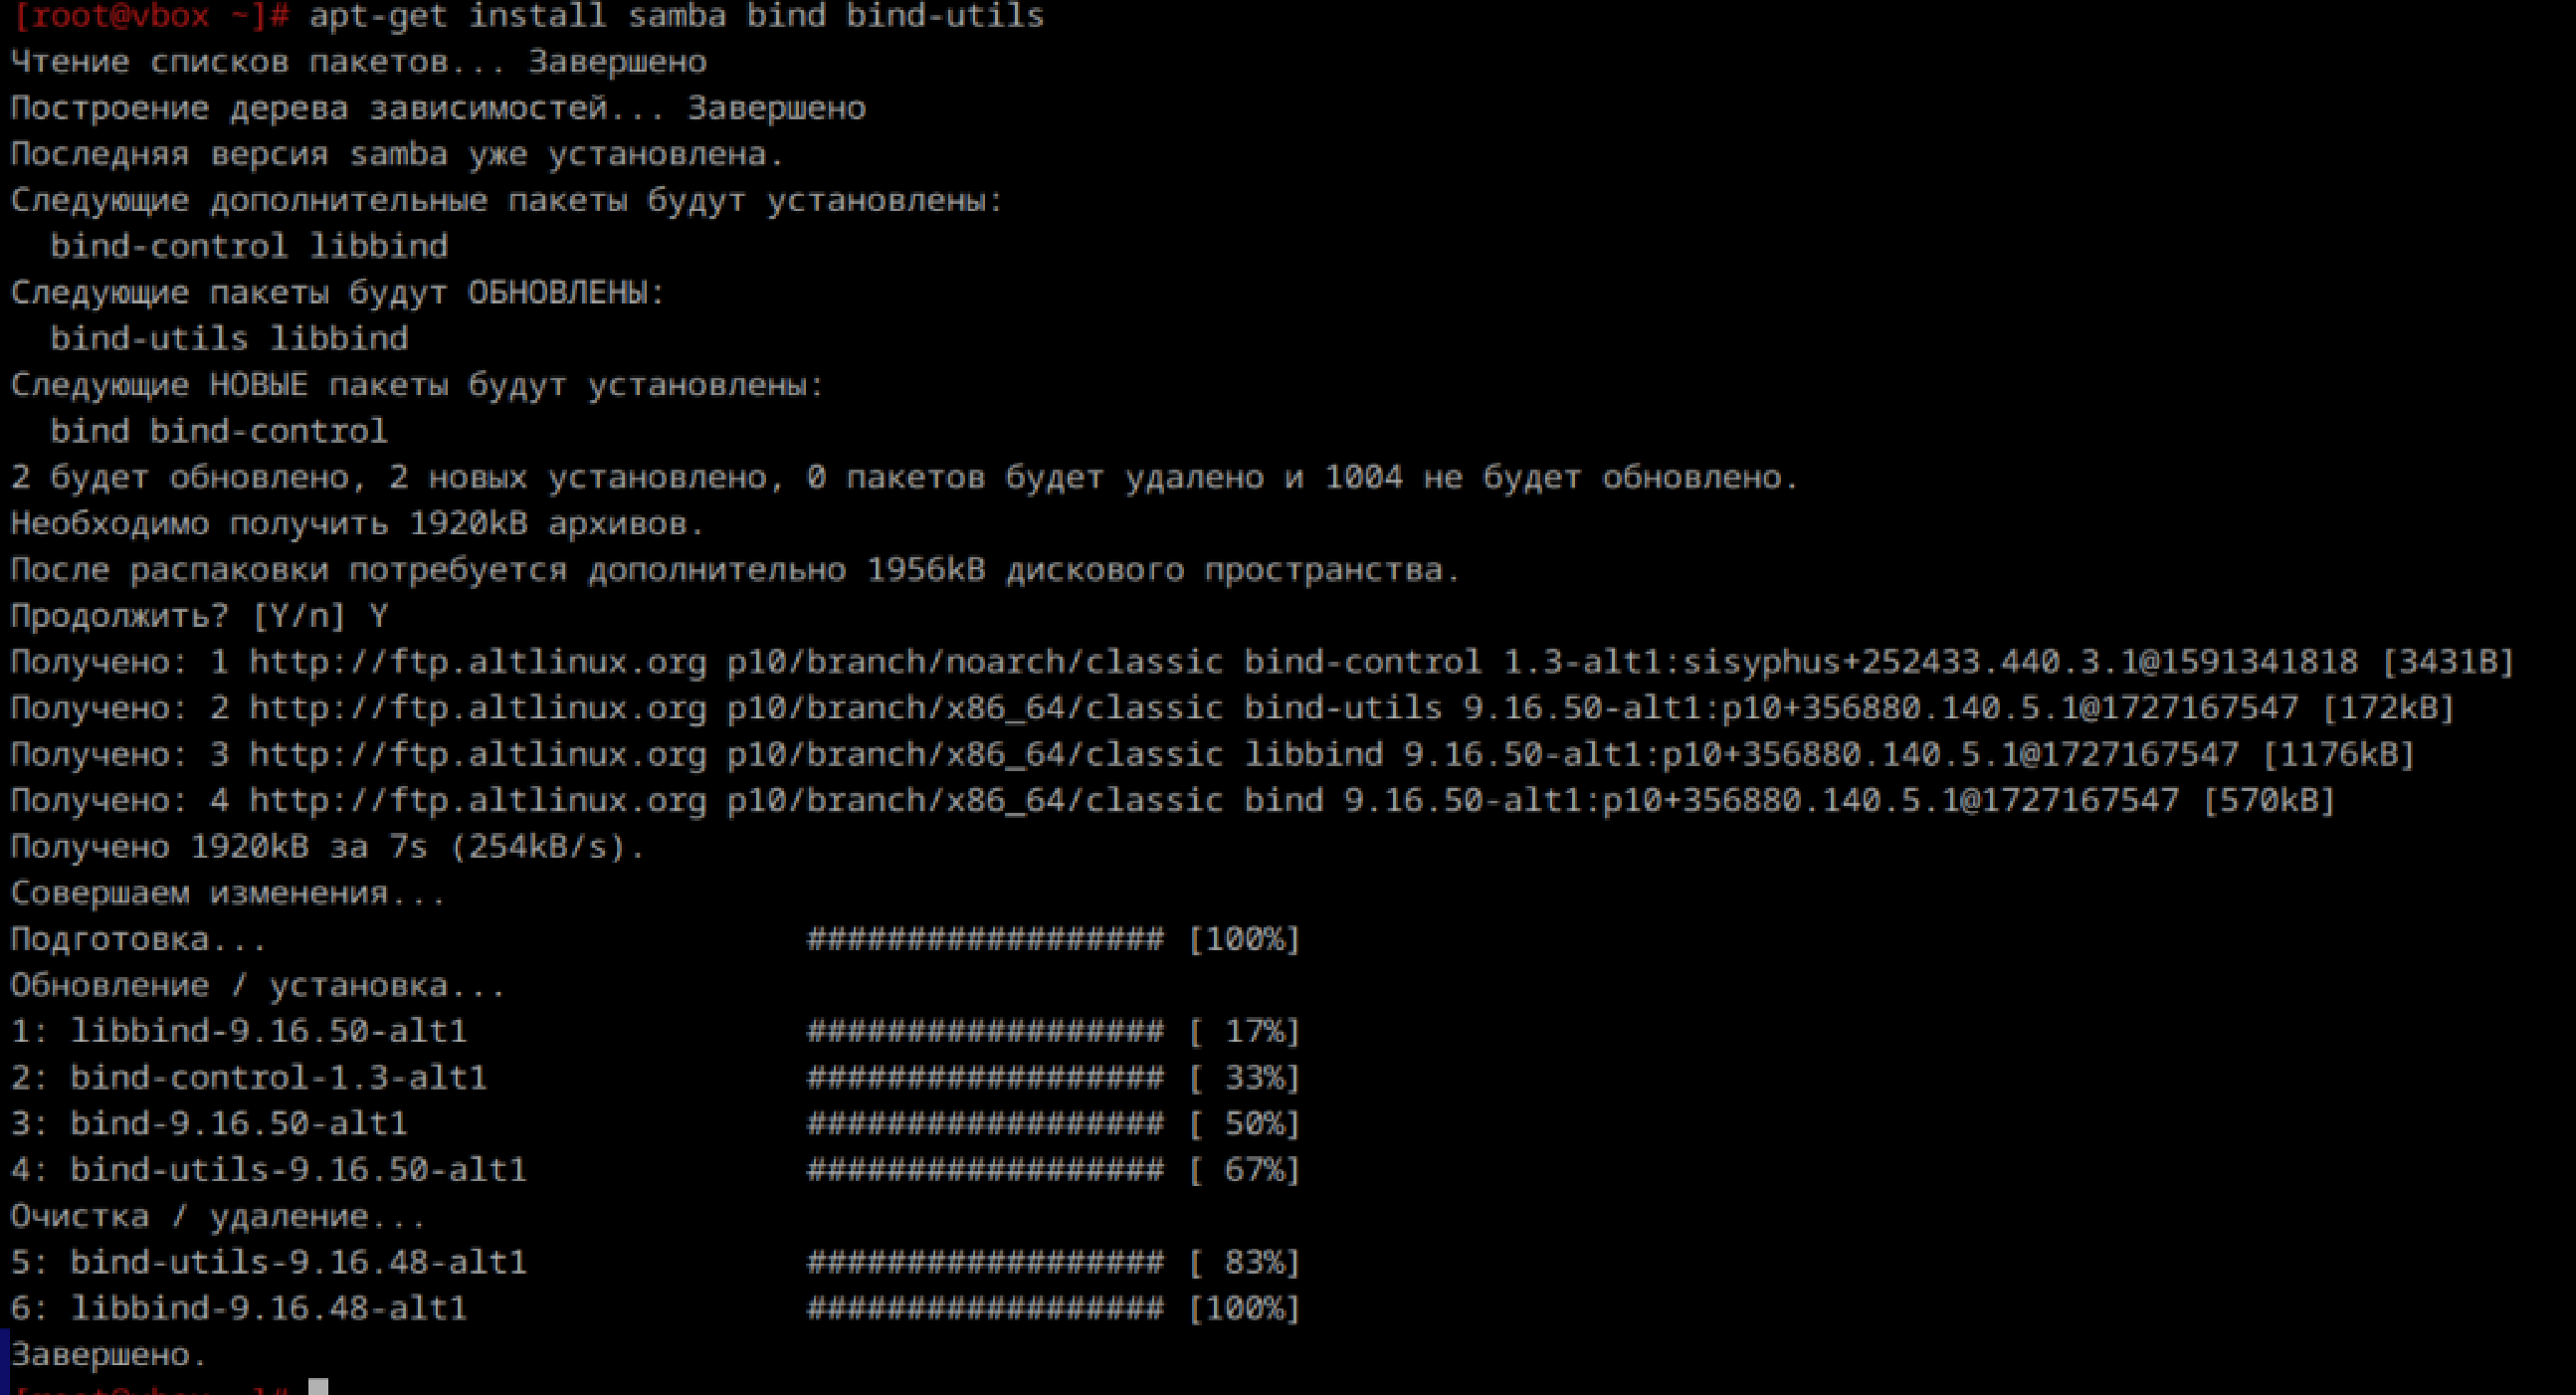 [root@vbox ~]# apt-get install samba bind bind-utils
Чтение списков пакетов... Завершено
Построение дерева зависимостей... Завершено
Последняя версия samba уже установлена.
Следующие дополнительные пакеты будут установлены:
  bind-control libbind
Следующие пакеты будут ОБНОВЛЕНЫ:
  bind-utils libbind
Следующие НОВЫЕ пакеты будут установлены:
  bind bind-control
2 будет обновлено, 2 новых установлено, 0 пакетов будет удалено и 1004 не будет обновлено.
Необходимо получить 1920kB архивов.
После распаковки потребуется дополнительно 1956kB дискового пространства.
Продолжить? [Y/n] Y
Получено: 1 http://ftp.altlinux.org p10/branch/noarch/classic bind-control 1.3-alt1:sisyphus+252433.440.3.1@1591341818 [3431B]
Получено: 2 http://ftp.altlinux.org p10/branch/x86_64/classic bind-utils 9.16.50-alt1:p10+356880.140.5.1@1727167547 [172kB]
Получено: 3 http://ftp.altlinux.org p10/branch/x86_64/classic libbind 9.16.50-alt1:p10+356880.140.5.1@1727167547 [1176kB]
Получено: 4 http://ftp.altlinux.org p10/branch/x86_64/classic bind 9.16.50-alt1:p10+356880.140.5.1@1727167547 [570kB]
Получено 1920kB за 7s (254kB/s).
Совершаем изменения...
Подготовка... ################## [100%]
Обновление / установка...
1: libbind-9.16.50-alt1 ################## [ 17%]
2: bind-control-1.3-alt1 ################## [ 33%]
3: bind-9.16.50-alt1 ################## [ 50%]
4: bind-utils-9.16.50-alt1 ################## [ 67%]
Очистка / удаление...
5: bind-utils-9.16.48-alt1 ################## [ 83%]
6: libbind-9.16.48-alt1 ################## [100%]
Завершено.
[root@vbox ~]#